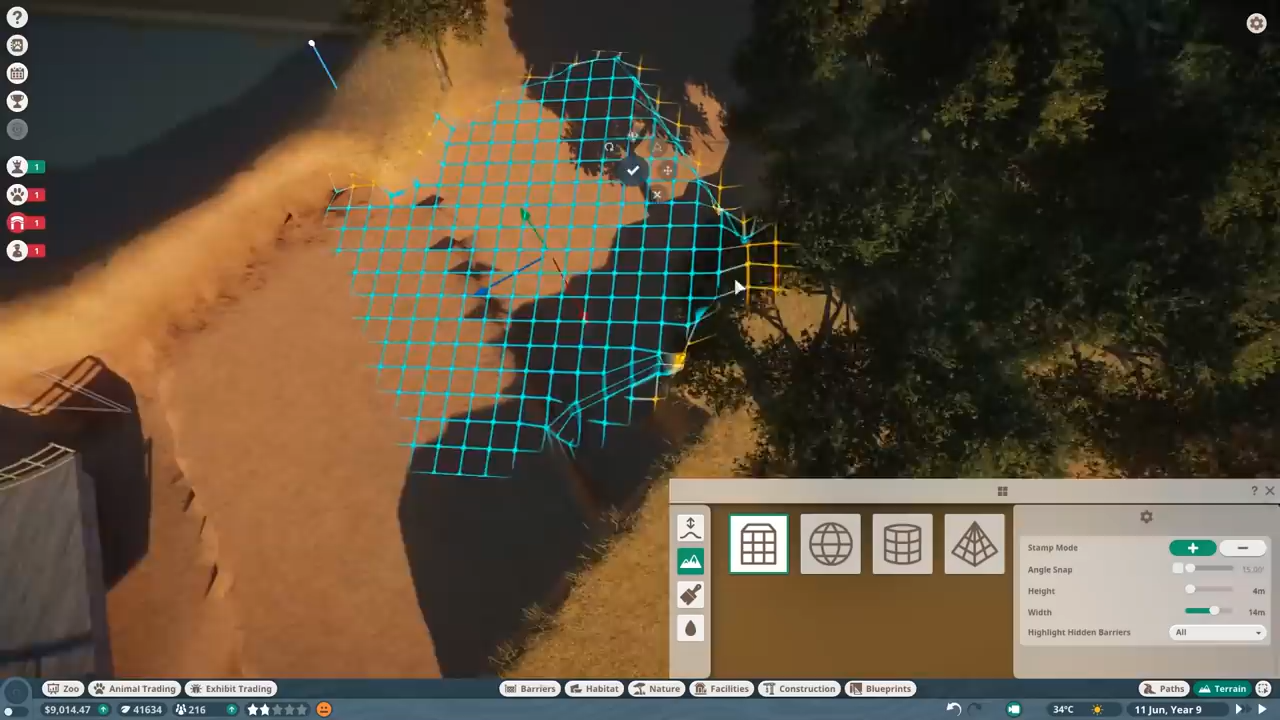 ?
1
1
1
1
? ×
Stamp Mode + −
Angle Snap 15.00°
Height 4m
Width 14m
Highlight Hidden Barriers All
Zoo Animal Trading Exhibit Trading Barriers Habitat Nature Facilities Construction Blueprints Paths Terrain
$9,014.47 41634 216 34°C 11 Jun, Year 9